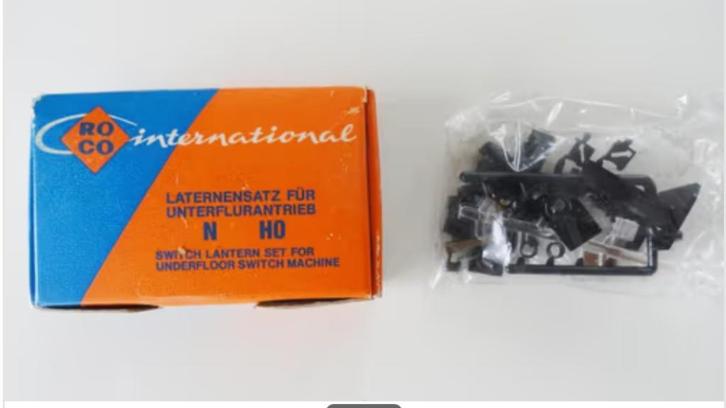 RO
CO
international
LATERNENSATZ FÜR
UNTERFLURANTRIEB
N HO
SWITCH LANTERN SET FOR
UNDERFLOOR SWITCH MACHINE